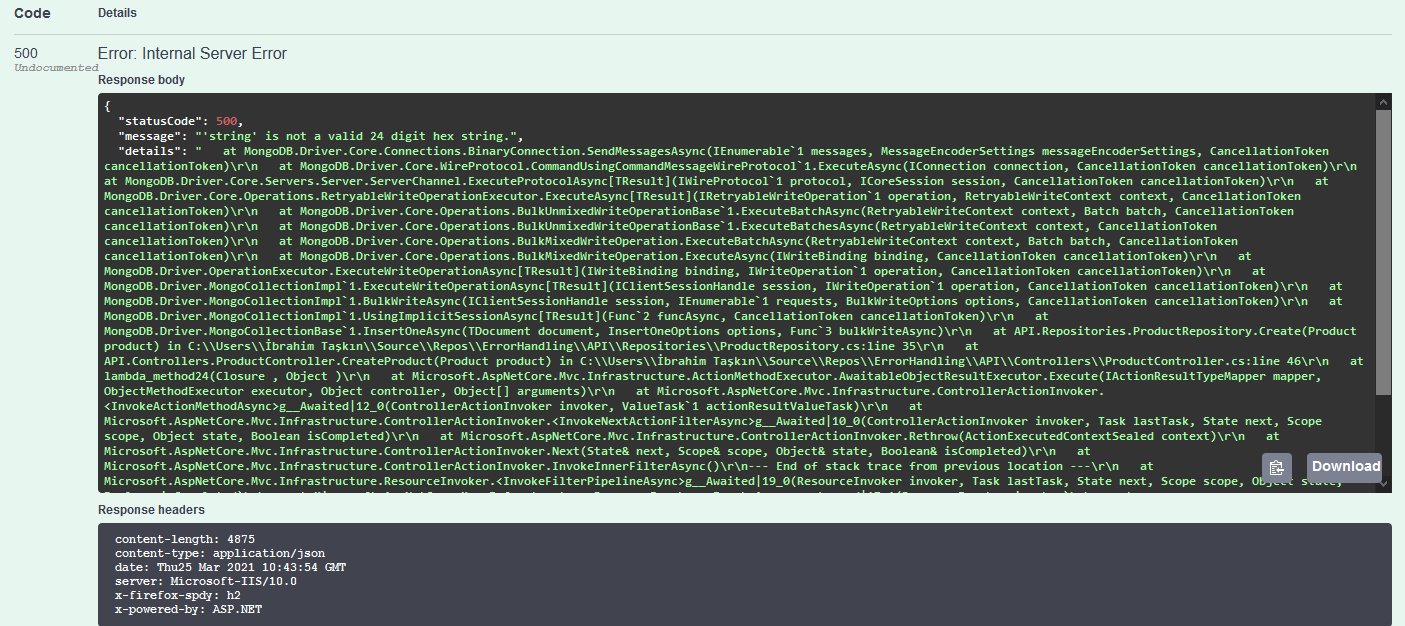 Code Details
500 Error: Internal Server Error
Undocumented
Response body
{
"statusCode": 500,
"message": "'string' is not a valid 24 digit hex string.",
"details": "   at MongoDB.Driver.Core.Connections.BinaryConnection.SendMessagesAsync(IEnumerable`1 messages, MessageEncoderSettings messageEncoderSettings, CancellationToken
cancellationToken)\r\n   at MongoDB.Driver.Core.WireProtocol.CommandUsingCommandMessageWireProtocol`1.ExecuteAsync(IConnection connection, CancellationToken cancellationToken)\r\n
at MongoDB.Driver.Core.Servers.Server.ServerChannel.ExecuteProtocolAsync[TResult](IWireProtocol`1 protocol, ICoreSession session, CancellationToken cancellationToken)\r\n   at
MongoDB.Driver.Core.Operations.RetryableWriteOperationExecutor.ExecuteAsync[TResult](IRetryableWriteOperation`1 operation, RetryableWriteContext context, CancellationToken
cancellationToken)\r\n   at MongoDB.Driver.Core.Operations.BulkUnmixedWriteOperationBase`1.ExecuteBatchAsync(RetryableWriteContext context, Batch batch, CancellationToken
cancellationToken)\r\n   at MongoDB.Driver.Core.Operations.BulkUnmixedWriteOperationBase`1.ExecuteBatchesAsync(RetryableWriteContext context, CancellationToken
cancellationToken)\r\n   at MongoDB.Driver.Core.Operations.BulkMixedWriteOperation.ExecuteBatchAsync(RetryableWriteContext context, Batch batch, CancellationToken
cancellationToken)\r\n   at MongoDB.Driver.Core.Operations.BulkMixedWriteOperation.ExecuteAsync(IWriteBinding binding, CancellationToken cancellationToken)\r\n   at
MongoDB.Driver.OperationExecutor.ExecuteWriteOperationAsync[TResult](IWriteBinding binding, IWriteOperation`1 operation, CancellationToken cancellationToken)\r\n   at
MongoDB.Driver.MongoCollectionImpl`1.ExecuteWriteOperationAsync[TResult](IClientSessionHandle session, IWriteOperation`1 operation, CancellationToken cancellationToken)\r\n   at
MongoDB.Driver.MongoCollectionImpl`1.BulkWriteAsync(IClientSessionHandle session, IEnumerable`1 requests, BulkWriteOptions options, CancellationToken cancellationToken)\r\n   at
MongoDB.Driver.MongoCollectionImpl`1.UsingImplicitSessionAsync[TResult](Func`2 funcAsync, CancellationToken cancellationToken)\r\n   at
MongoDB.Driver.MongoCollectionBase`1.InsertOneAsync(TDocument document, InsertOneOptions options, Func`3 bulkWriteAsync)\r\n   at API.Repositories.ProductRepository.Create(Product
product) in C:\\Users\\İbrahim Taşkın\\Source\\Repos\\ErrorHandling\\API\\Repositories\\ProductRepository.cs:line 35\r\n   at
API.Controllers.ProductController.CreateProduct(Product product) in C:\\Users\\İbrahim Taşkın\\Source\\Repos\\ErrorHandling\\API\\Controllers\\ProductController.cs:line 46\r\n   at
lambda_method24(Closure , Object )\r\n   at Microsoft.AspNetCore.Mvc.Infrastructure.ActionMethodExecutor.AwaitableObjectResultExecutor.Execute(IActionResultTypeMapper mapper,
ObjectMethodExecutor executor, Object controller, Object[] arguments)\r\n   at Microsoft.AspNetCore.Mvc.Infrastructure.ControllerActionInvoker.
<InvokeActionMethodAsync>g__Awaited|12_0(ControllerActionInvoker invoker, ValueTask`1 actionResultValueTask)\r\n   at
Microsoft.AspNetCore.Mvc.Infrastructure.ControllerActionInvoker.<InvokeNextActionFilterAsync>g__Awaited|10_0(ControllerActionInvoker invoker, Task lastTask, State next, Scope
scope, Object state, Boolean isCompleted)\r\n   at Microsoft.AspNetCore.Mvc.Infrastructure.ControllerActionInvoker.Rethrow(ActionExecutedContextSealed context)\r\n   at
Microsoft.AspNetCore.Mvc.Infrastructure.ControllerActionInvoker.Next(State& next, Scope& scope, Object& state, Boolean& isCompleted)\r\n   at
Microsoft.AspNetCore.Mvc.Infrastructure.ControllerActionInvoker.InvokeInnerFilterAsync()\r\n--- End of stack trace from previous location ---\r\n   at
Microsoft.AspNetCore.Mvc.Infrastructure.ResourceInvoker.<InvokeFilterPipelineAsync>g__Awaited|19_0(ResourceInvoker invoker, Task lastTask, State next, Scope scope, Object state,
Download
Response headers
content-length: 4875
content-type: application/json
date: Thu25 Mar 2021 10:43:54 GMT
server: Microsoft-IIS/10.0
x-firefox-spdy: h2
x-powered-by: ASP.NET